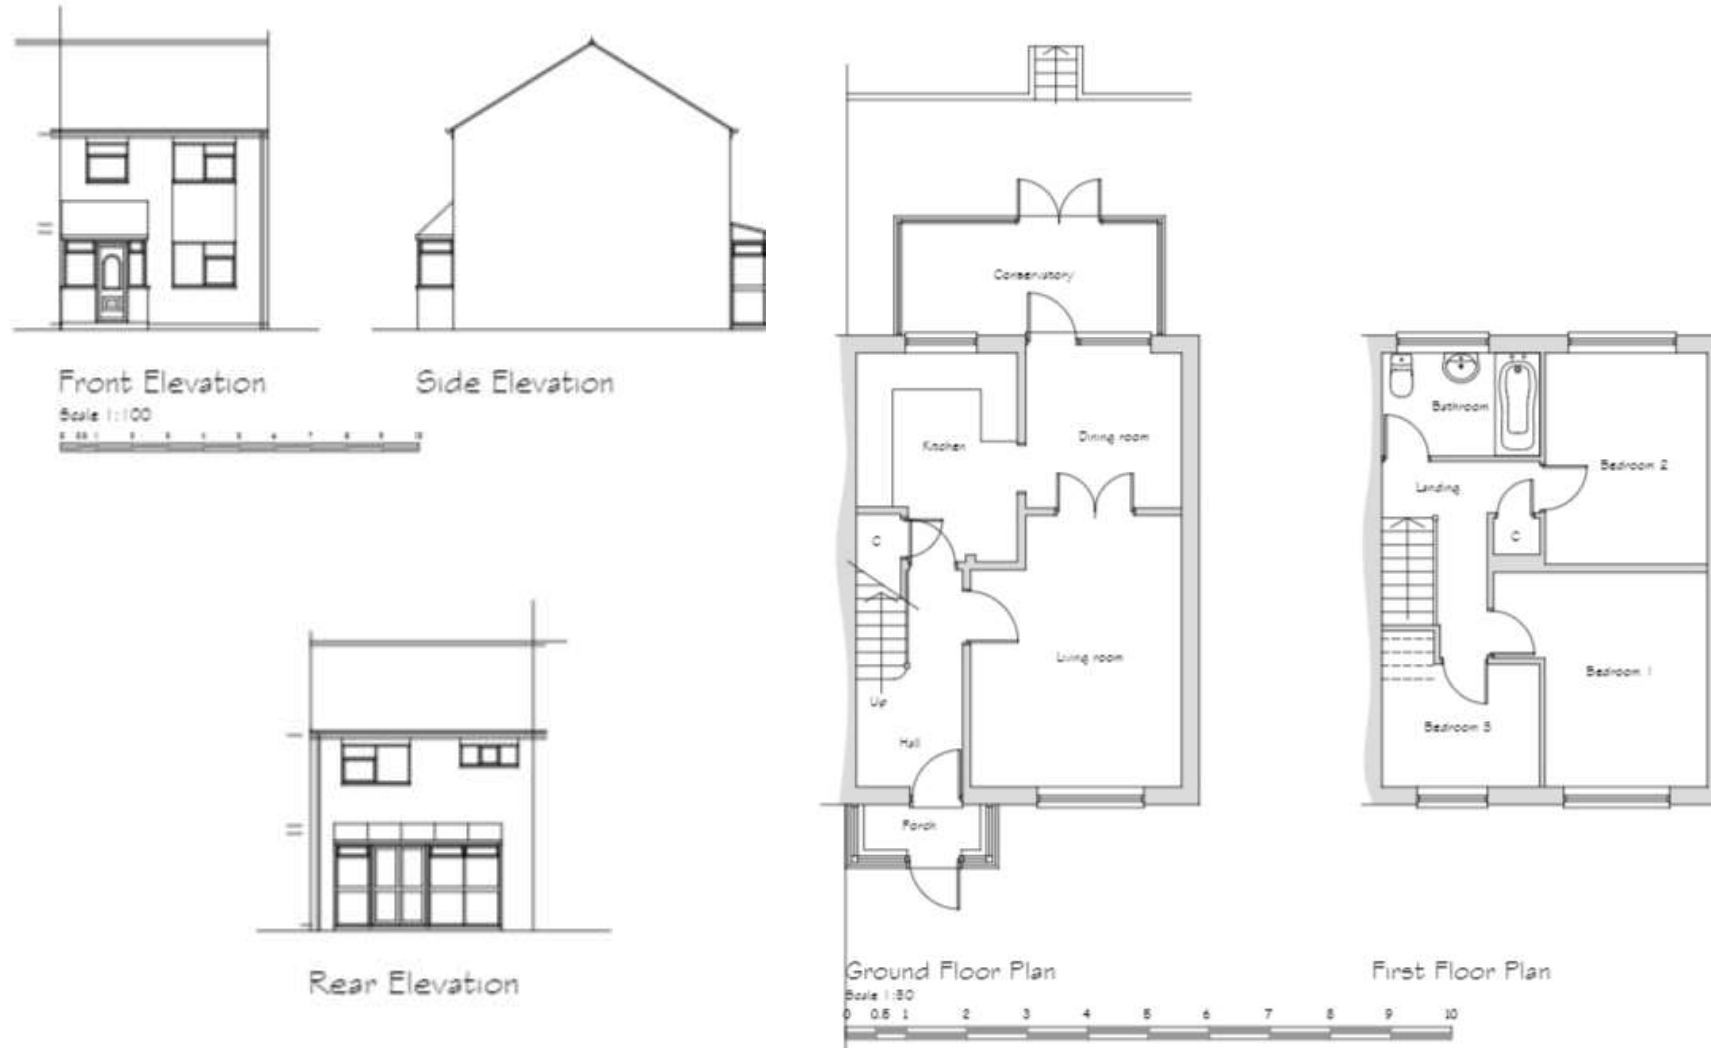 Front Elevation
Scale 1:100
Side Elevation
Rear Elevation
Conservatory
Kitchen
Dining room
C
Living room
Up
Hall
Porch
Ground Floor Plan
Scale 1:50
0 0.5 1 2 3 4 5 6 7 8 9 10
Bathroom
Bedroom 2
Landing
C
Bedroom 1
Bedroom 3
First Floor Plan